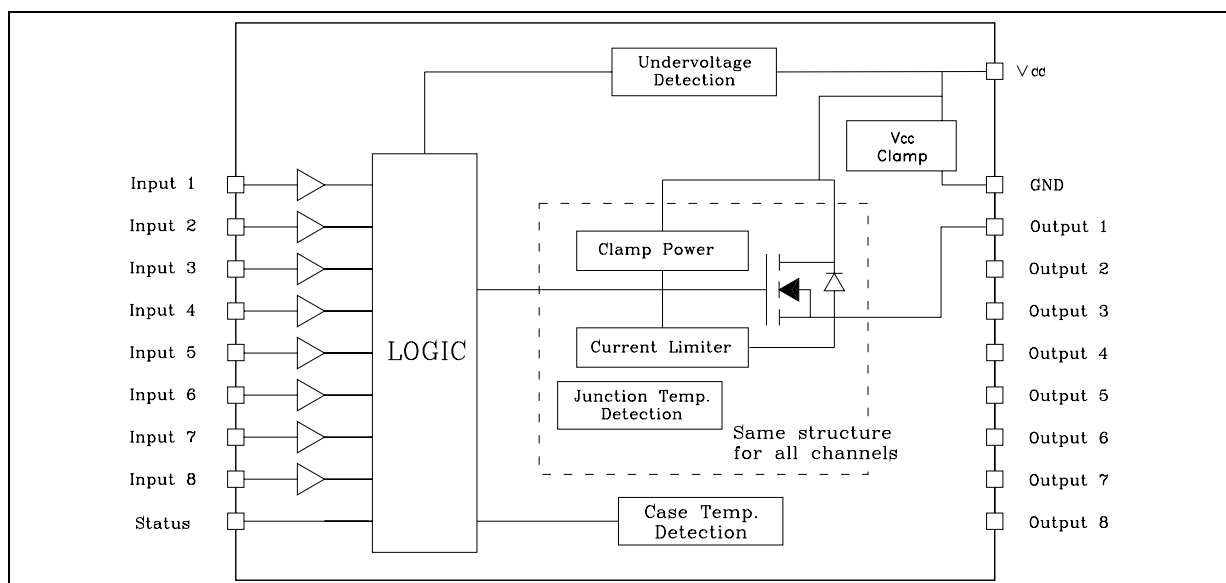 Undervoltage
Detection
Vcc
Vcc
Clamp
Input 1
GND
Input 2
Output 1
Clamp Power
Input 3
Output 2
Input 4
Output 3
Input 5
LOGIC
Current Limiter
Output 4
Input 6
Junction Temp.
Detection
Output 5
Input 7
Same structure
for all channels
Output 6
Input 8
Output 7
Status
Case Temp.
Detection
Output 8